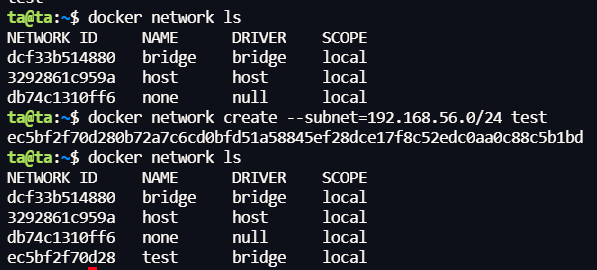 ta@ta:~$ docker network ls
NETWORK ID NAME DRIVER SCOPE
dcf33b514880 bridge bridge local
3292861c959a host host local
db74c1310ff6 none null local
ta@ta:~$ docker network create --subnet=192.168.56.0/24 test
ec5bf2f70d280b72a7c6cd0bfd51a58845ef28dce17f8c52edc0aa0c88c5b1bd
ta@ta:~$ docker network ls
NETWORK ID NAME DRIVER SCOPE
dcf33b514880 bridge bridge local
3292861c959a host host local
db74c1310ff6 none null local
ec5bf2f70d28 test bridge local